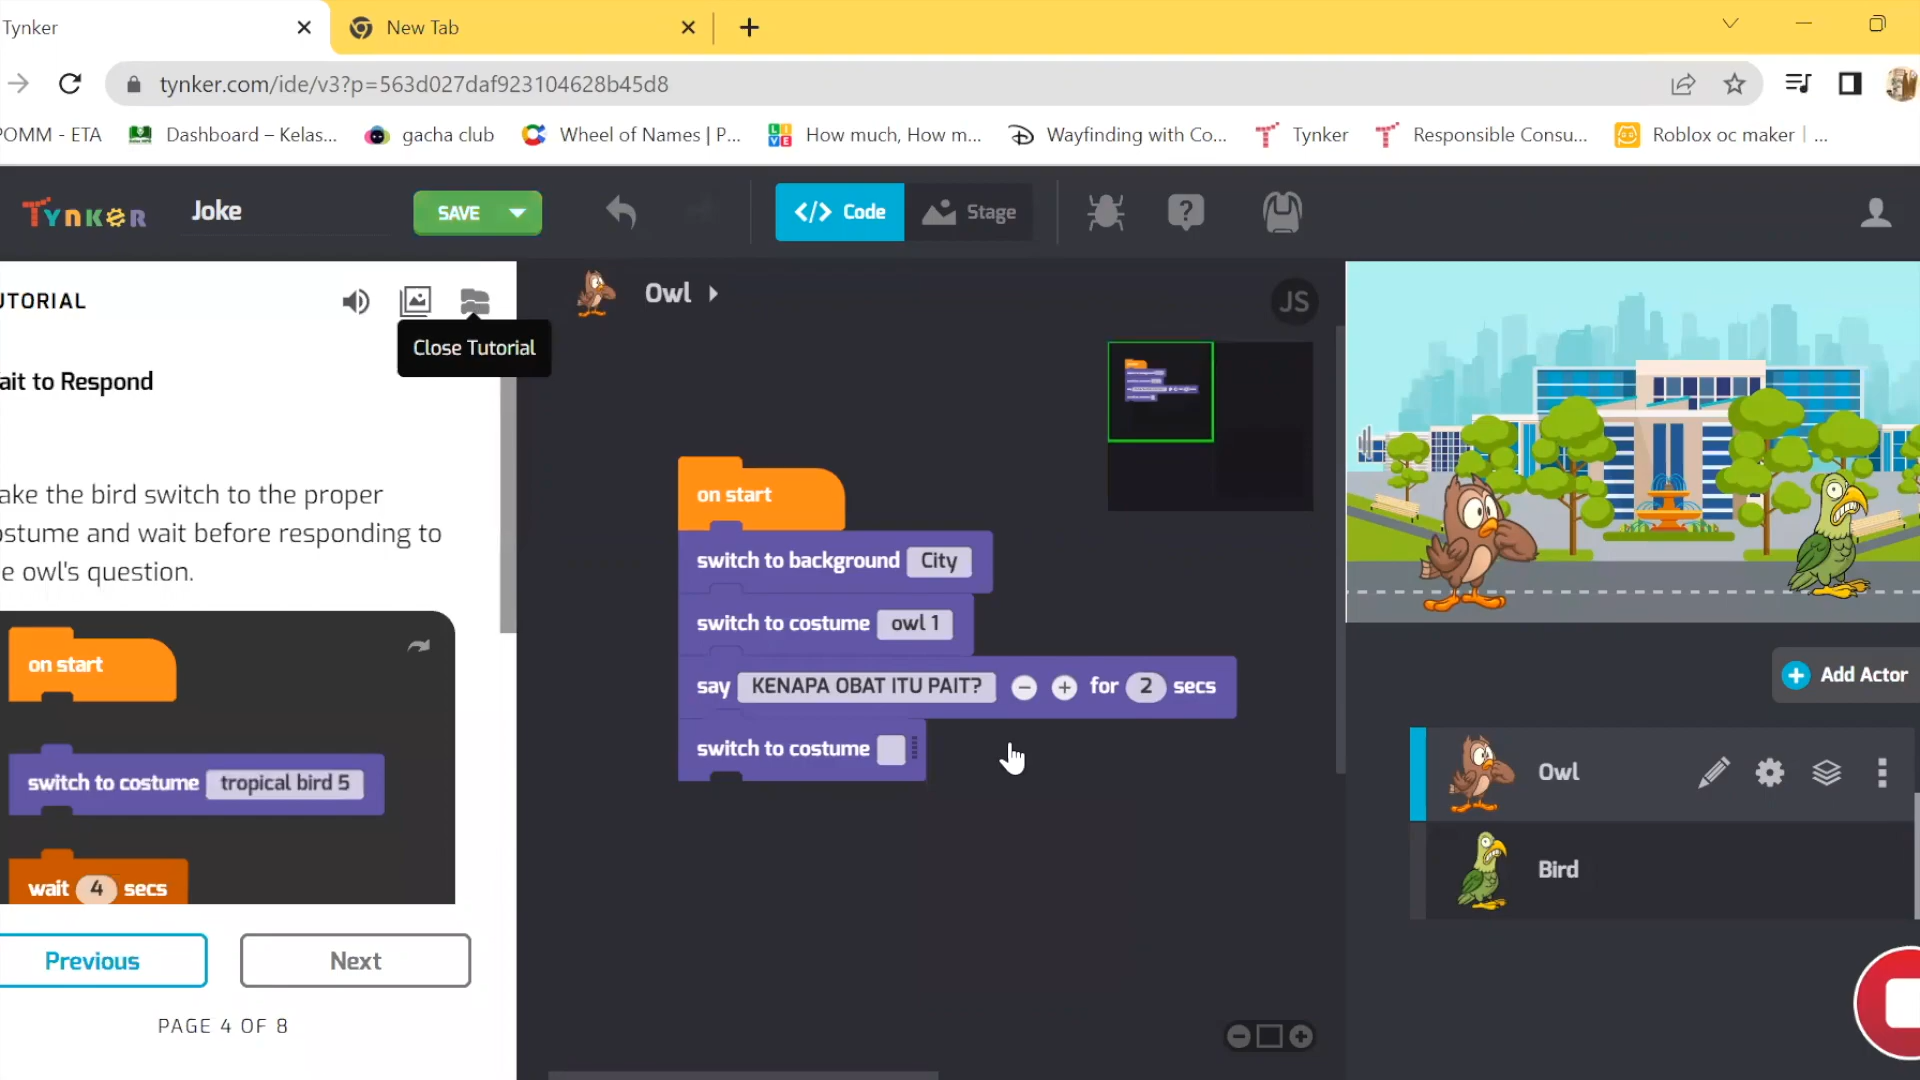 Tynker
New Tab
tynker.com/ide/v3?p=563d027daf923104628b45d8
POMM - ETA
Dashboard – Kelas...
gacha club
Wheel of Names | P...
How much, How m...
Wayfinding with Co...
Tynker
Responsible Consu...
Roblox oc maker | ...
TYNKER
Joke
SAVE
</> Code
Stage
UTORIAL
Close Tutorial
ait to Respond
ake the bird switch to the proper
ostume and wait before responding to
e owl's question.
on start
switch to costume tropical bird 5
wait 4 secs
Previous
Next
PAGE 4 OF 8
Owl
JS
on start
switch to background City
switch to costume owl 1
say KENAPA OBAT ITU PAIT? − + for 2 secs
switch to costume
Add Actor
Owl
Bird